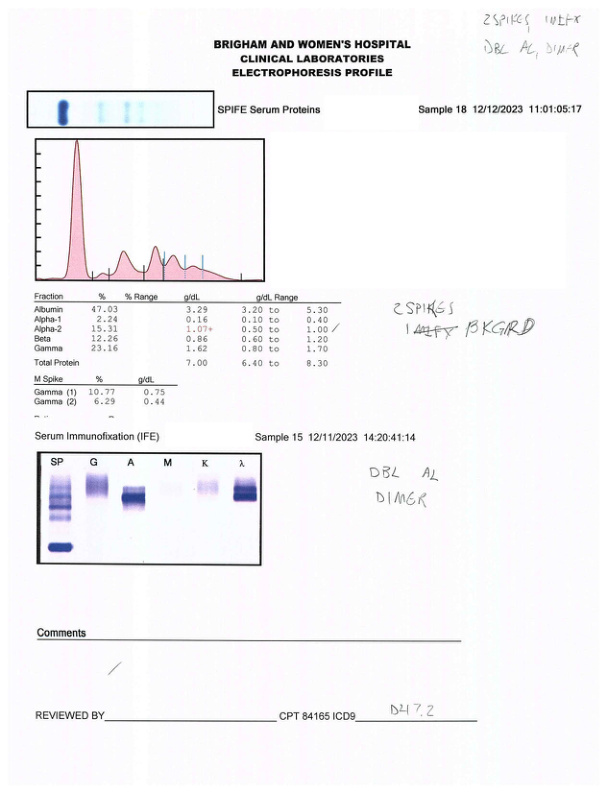 2 SPIKES, INEFX
DBL AL, DIMER
BRIGHAM AND WOMEN'S HOSPITAL
CLINICAL LABORATORIES
ELECTROPHORESIS PROFILE
SPIFE Serum Proteins Sample 18 12/12/2023 11:01:05:17
Fraction % % Range g/dL g/dL Range
Albumin 47.03 3.29 3.20 to 5.30
Alpha-1 2.24 0.16 0.10 to 0.40
Alpha-2 15.31 1.07+ 0.50 to 1.00
Beta 12.26 0.86 0.60 to 1.20
Gamma 23.16 1.62 0.80 to 1.70
Total Protein 7.00 6.40 to 8.30
2 SPIKES
BKGRD
M Spike % g/dL
Gamma (1) 10.77 0.75
Gamma (2) 6.29 0.44
Serum Immunofixation (IFE) Sample 15 12/11/2023 14:20:41:14
SP G A M K λ
DBL AL
DIMER
Comments
REVIEWED BY CPT 84165 ICD9 D47.2